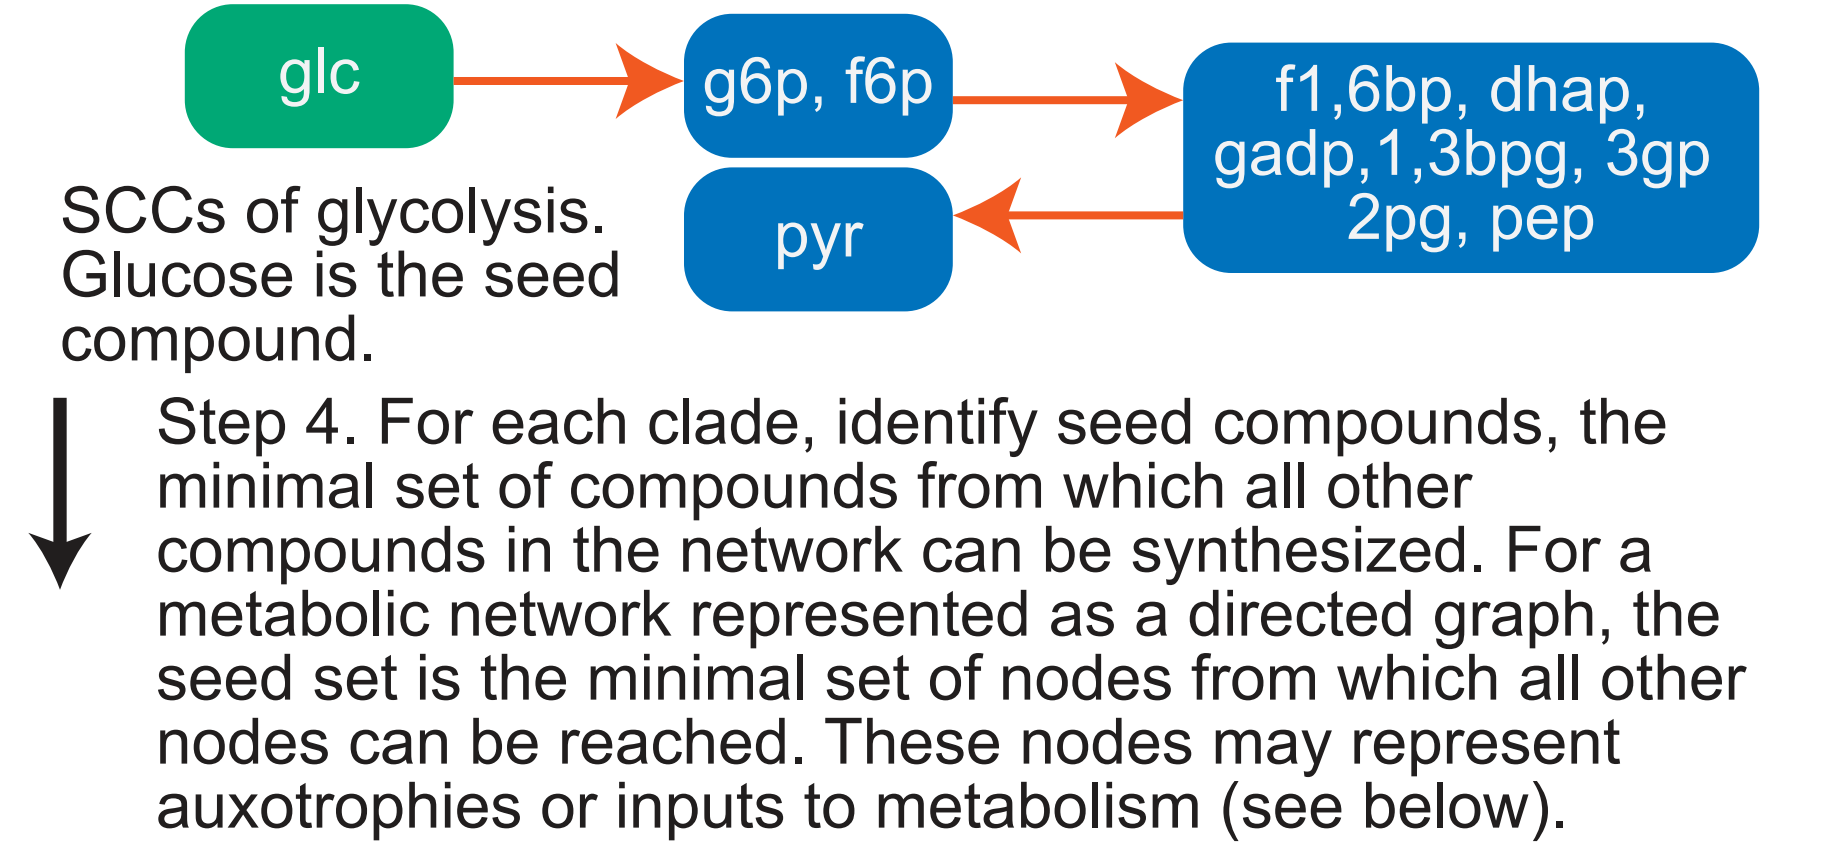 glc
g6p, f6p
f1,6bp, dhap,
gadp,1,3bpg, 3gp
2pg, pep
pyr
SCCs of glycolysis.
Glucose is the seed
compound.
Step 4. For each clade, identify seed compounds, the
minimal set of compounds from which all other
compounds in the network can be synthesized. For a
metabolic network represented as a directed graph, the
seed set is the minimal set of nodes from which all other
nodes can be reached. These nodes may represent
auxotrophies or inputs to metabolism (see below).